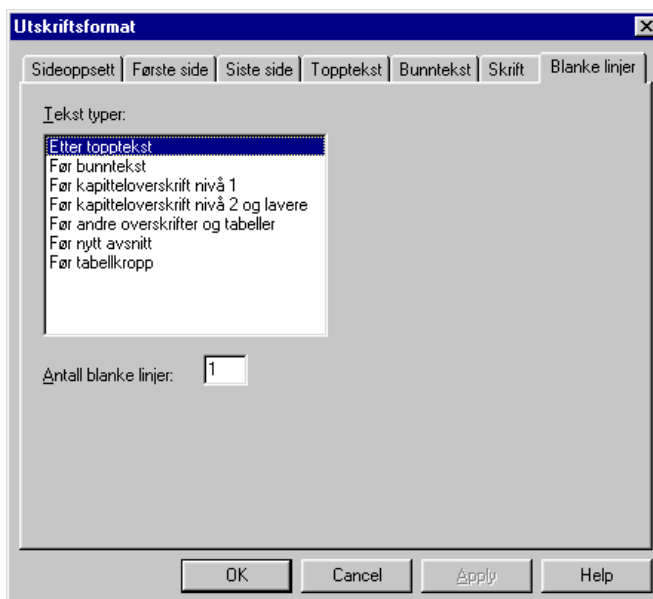 Utskriftsformat
Sideoppsett Første side Siste side Topptekst Bunntekst Skrift Blanke linjer
Tekst typer:
Etter topptekst
Før bunntekst
Før kapitteloverskrift nivå 1
Før kapitteloverskrift nivå 2 og lavere
Før andre overskrifter og tabeller
Før nytt avsnitt
Før tabellkropp
Antall blanke linjer: 1
OK Cancel Apply Help